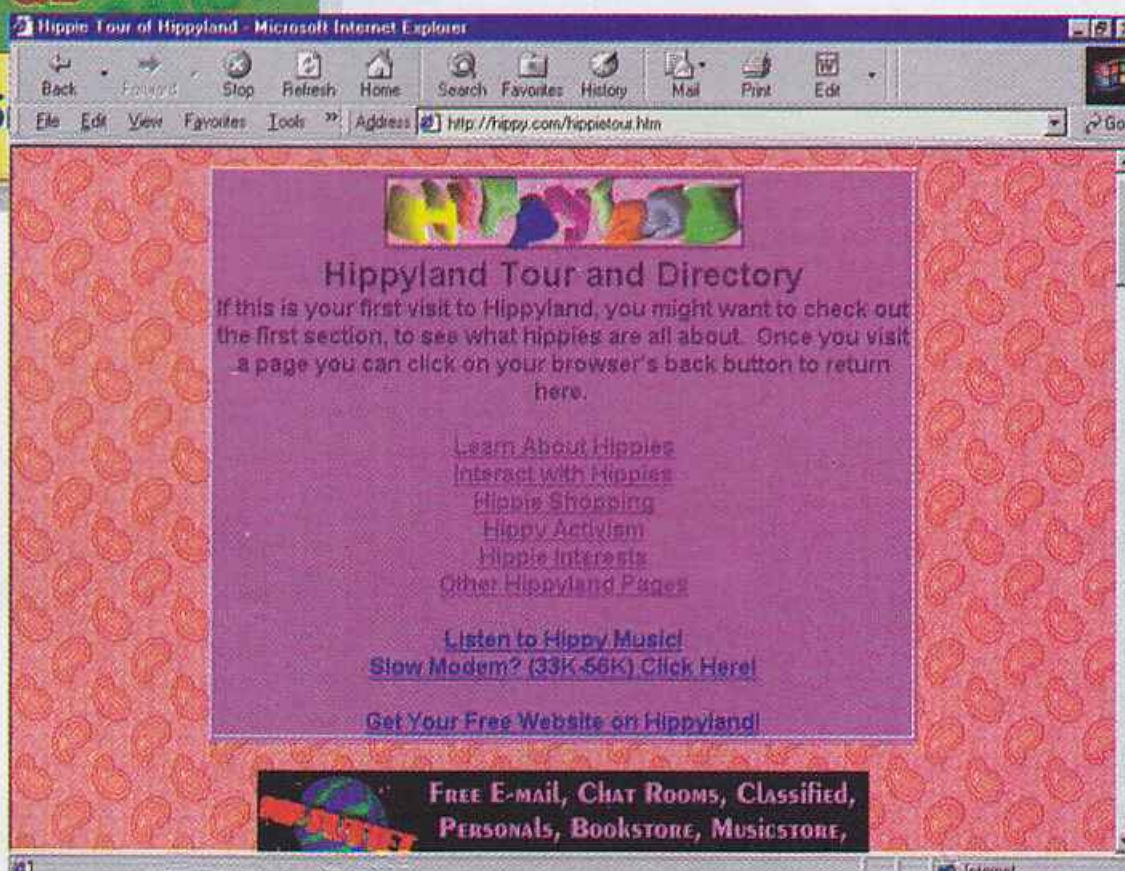 Hippie Tour of Hippyland - Microsoft Internet Explorer
Back Forward Stop Refresh Home Search Favorites History Mail Print Edit
File Edit View Favorites Tools » Address http://hippy.com/hippietour.htm Go
Hippyland Tour and Directory
If this is your first visit to Hippyland, you might want to check out
the first section, to see what hippies are all about. Once you visit
a page you can click on your browser's back button to return
here.
Learn About Hippies
Interact with Hippies
Hippie Shopping
Hippy Activism
Hippie Interests
Other Hippyland Pages
Listen to Hippy Music!
Slow Modem? (33K-56K) Click Here!
Get Your Free Website on Hippyland!
FREE E-MAIL, CHAT ROOMS, CLASSIFIED,
PERSONALS, BOOKSTORE, MUSICSTORE,
Internet